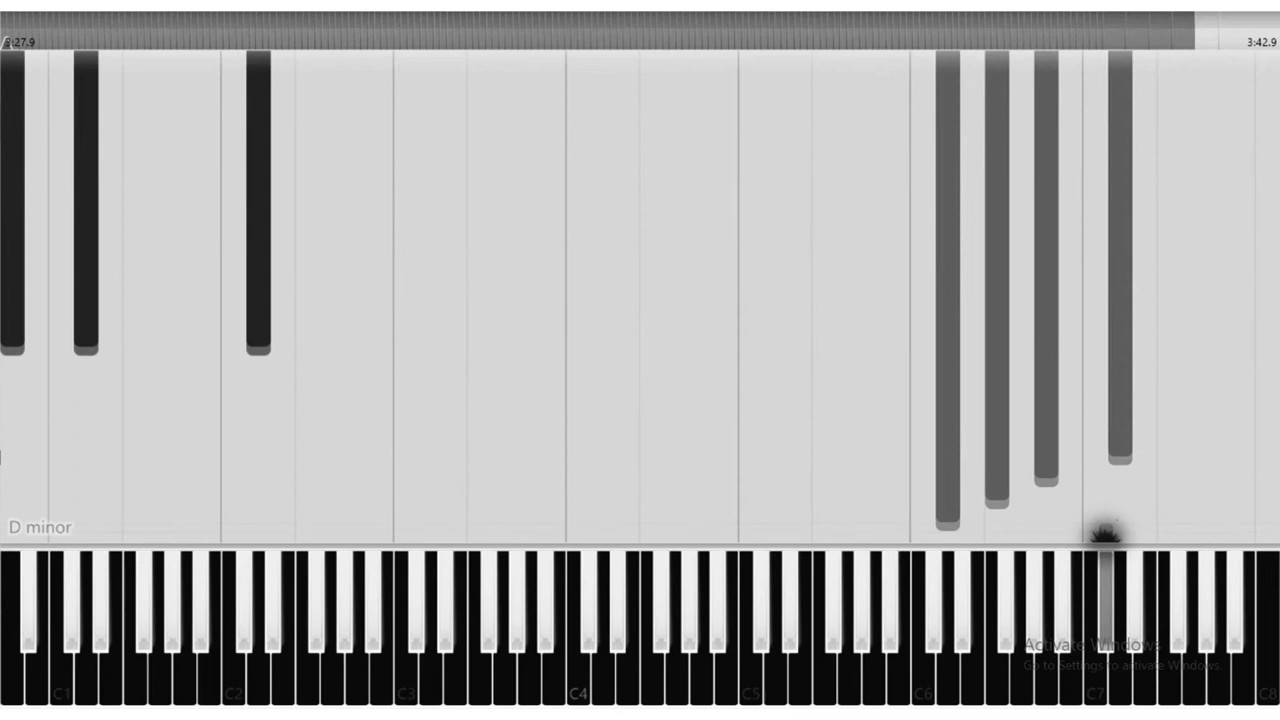 3:27.9
3:42.9
D minor
Activate Windows
Go to Settings to activate Windows.
C1 C2 C3 C4 C5 C6 C7 C8